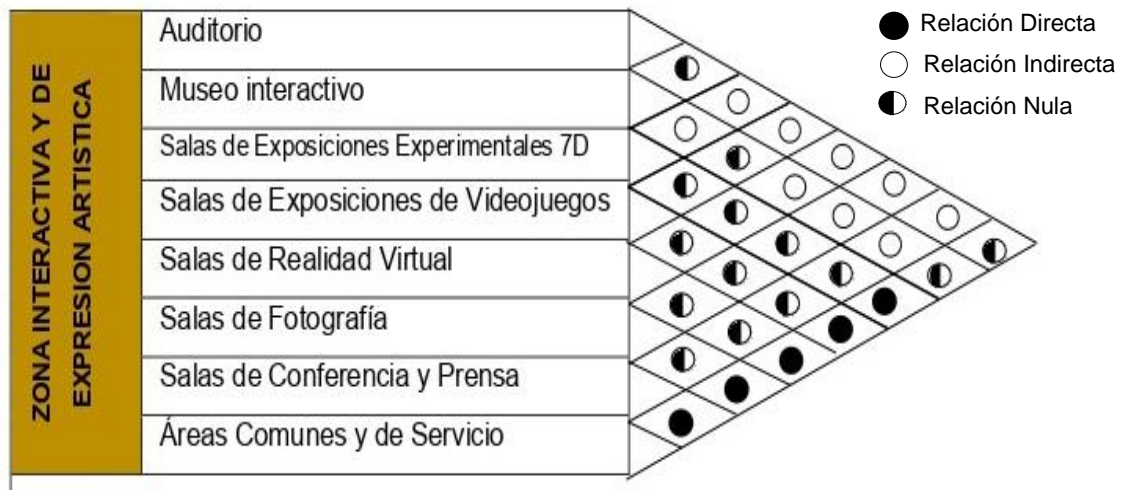 ZONA INTERACTIVA Y DE
EXPRESION ARTISTICA
Auditorio
Museo interactivo
Salas de Exposiciones Experimentales 7D
Salas de Exposiciones de Videojuegos
Salas de Realidad Virtual
Salas de Fotografía
Salas de Conferencia y Prensa
Áreas Comunes y de Servicio
Relación Directa
Relación Indirecta
Relación Nula